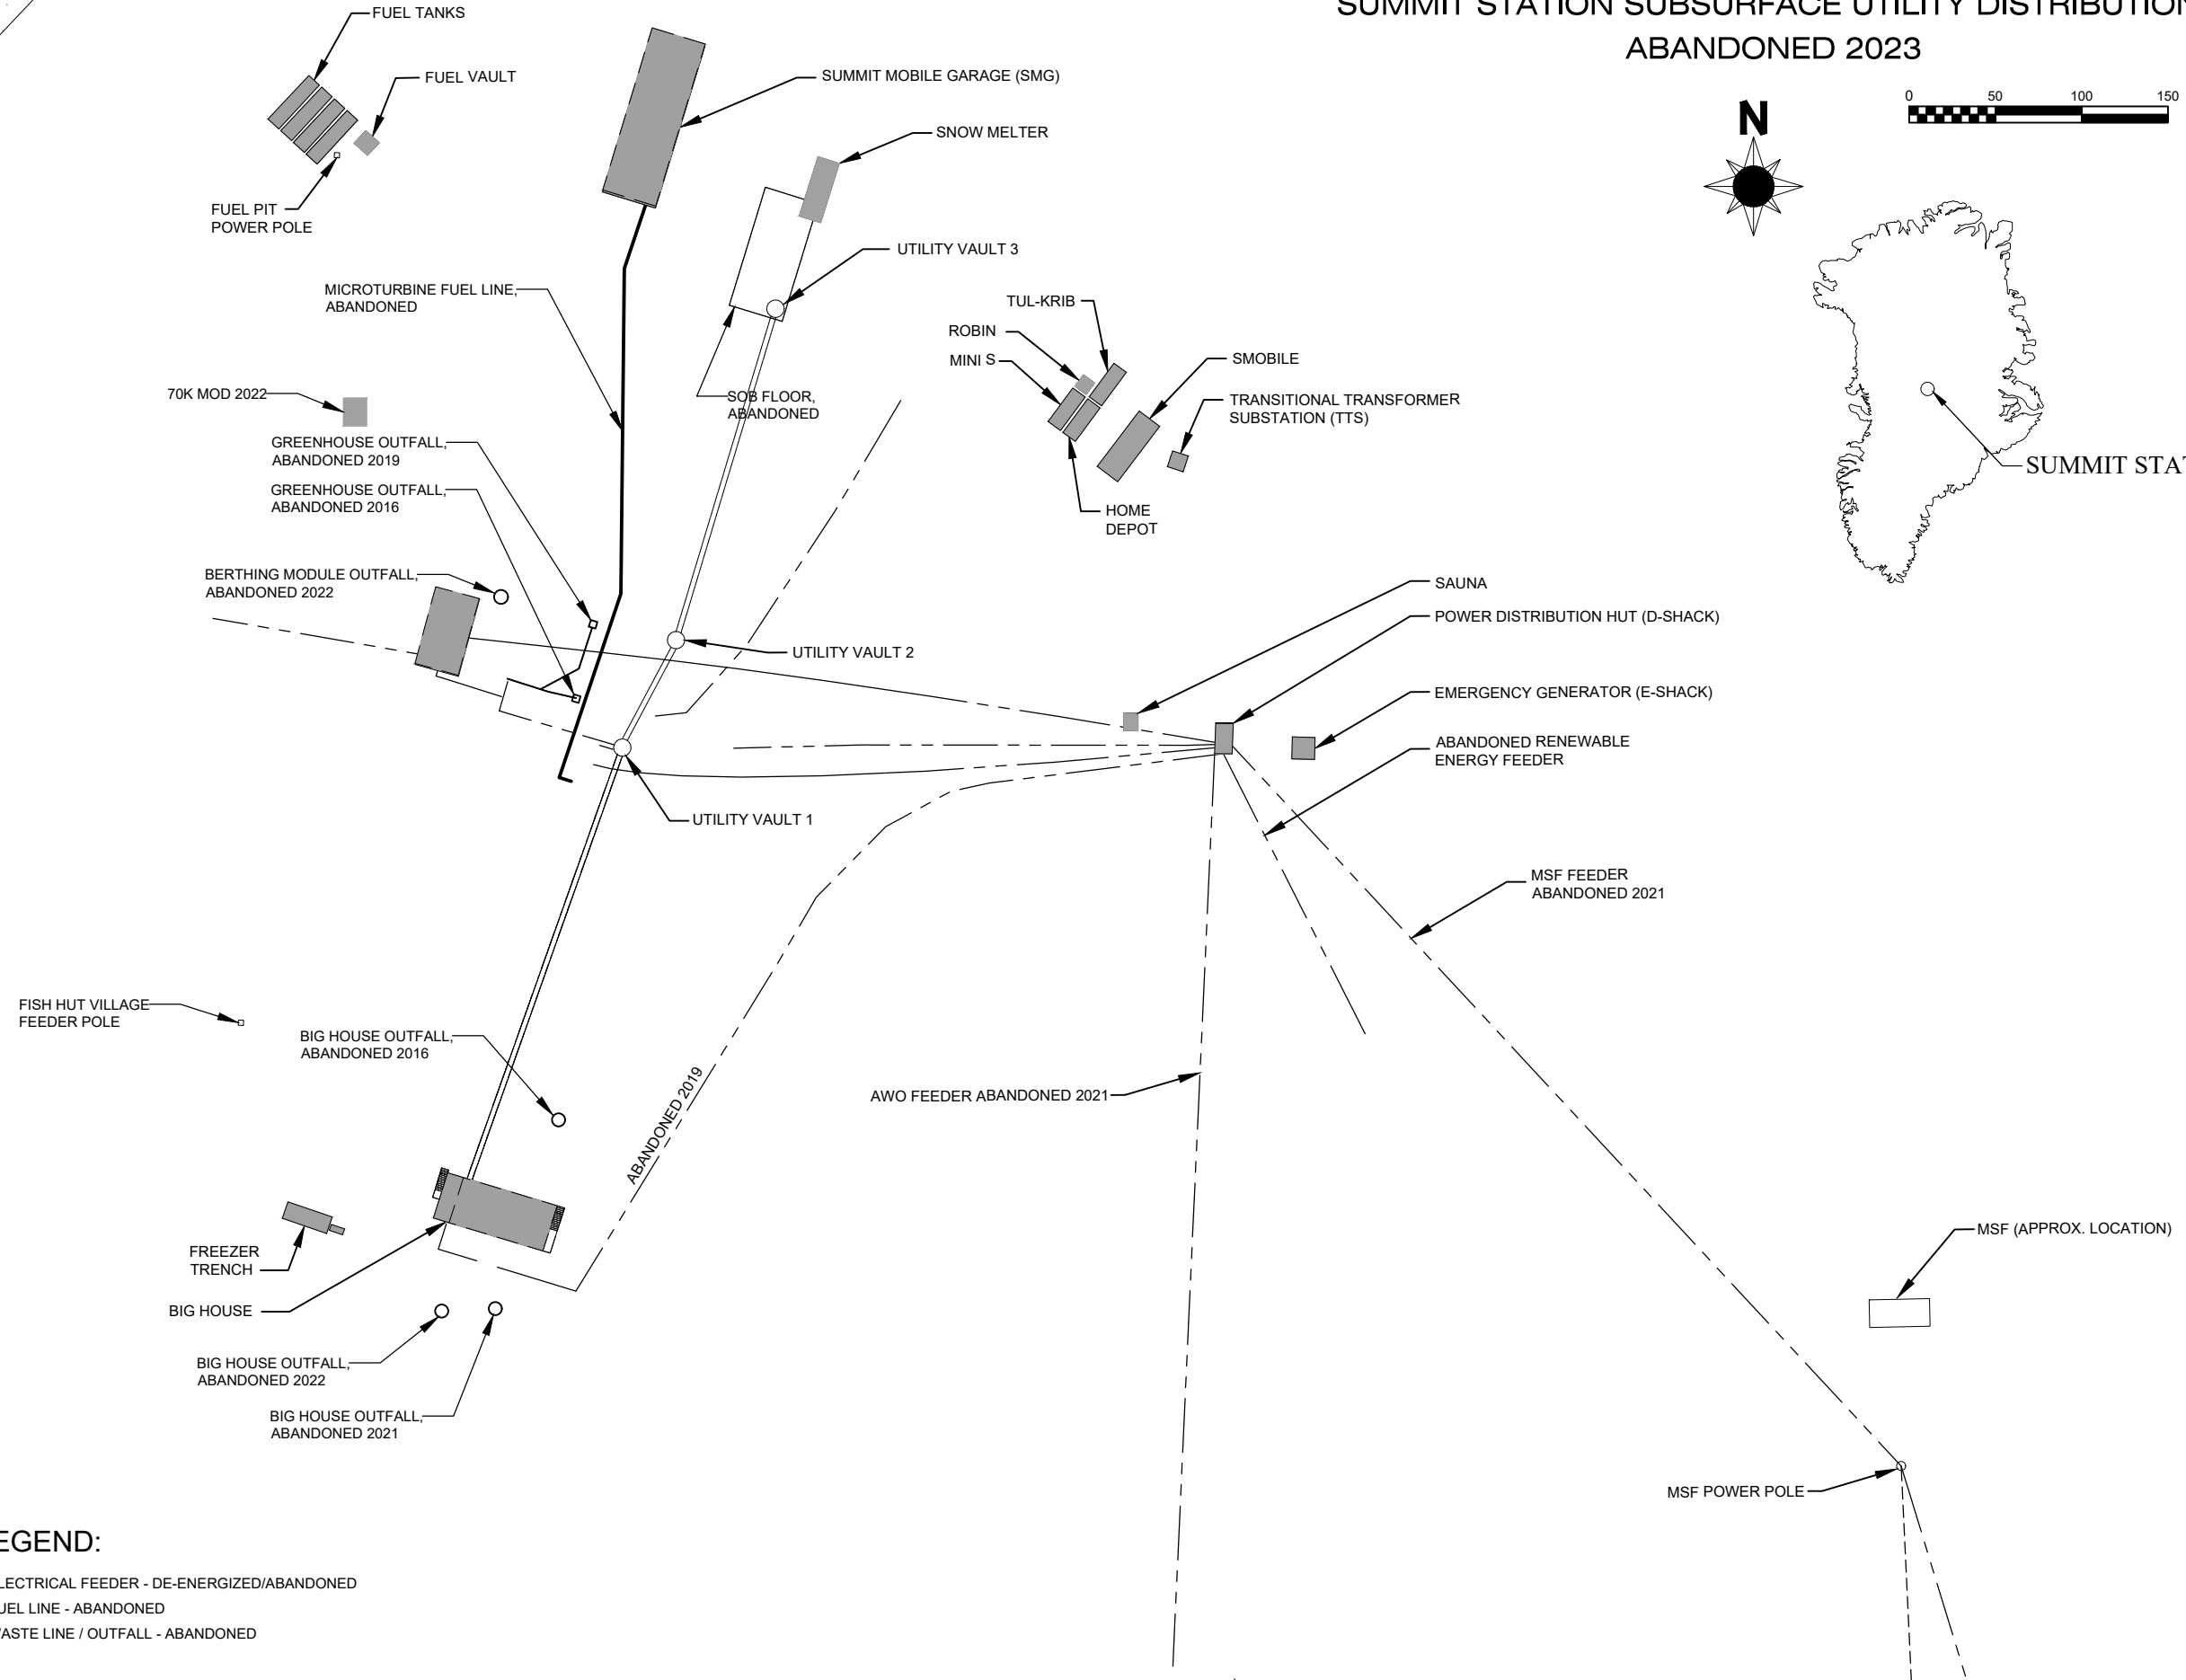 SUMMIT STATION SUBSURFACE UTILITY DISTRIBUTION
ABANDONED 2023
FUEL TANKS
FUEL VAULT
SUMMIT MOBILE GARAGE (SMG)
0 50 100 150
N
SNOW MELTER
FUEL PIT
POWER POLE
UTILITY VAULT 3
MICROTURBINE FUEL LINE,
ABANDONED
TUL-KRIB
ROBIN
MINI S
SMOBILE
70K MOD 2022
SOB FLOOR,
ABANDONED
TRANSITIONAL TRANSFORMER
SUBSTATION (TTS)
GREENHOUSE OUTFALL,
ABANDONED 2019
SUMMIT STAT
GREENHOUSE OUTFALL,
ABANDONED 2016
HOME
DEPOT
BERTHING MODULE OUTFALL,
ABANDONED 2022
SAUNA
POWER DISTRIBUTION HUT (D-SHACK)
UTILITY VAULT 2
EMERGENCY GENERATOR (E-SHACK)
ABANDONED RENEWABLE
ENERGY FEEDER
UTILITY VAULT 1
MSF FEEDER
ABANDONED 2021
FISH HUT VILLAGE
FEEDER POLE
BIG HOUSE OUTFALL,
ABANDONED 2016
ABANDONED 2019
AWO FEEDER ABANDONED 2021
MSF (APPROX. LOCATION)
FREEZER
TRENCH
BIG HOUSE
BIG HOUSE OUTFALL,
ABANDONED 2022
BIG HOUSE OUTFALL,
ABANDONED 2021
MSF POWER POLE
EGEND:
LECTRICAL FEEDER - DE-ENERGIZED/ABANDONED
UEL LINE - ABANDONED
ASTE LINE / OUTFALL - ABANDONED